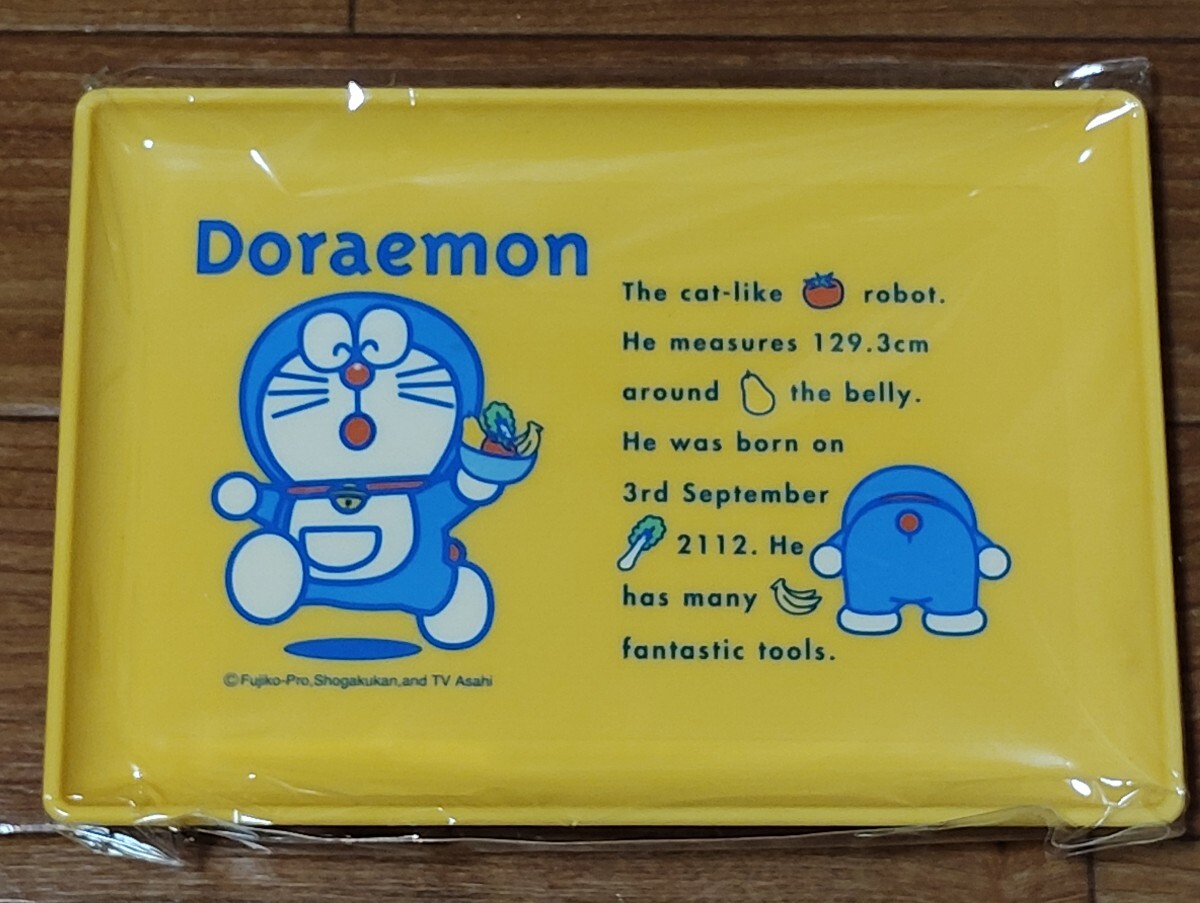 Doraemon
The cat-like robot.
He measures 129.3cm
around the belly.
He was born on
3rd September
2112. He
has many
fantastic tools.
©Fujiko-Pro,Shogakukan,and TV Asahi